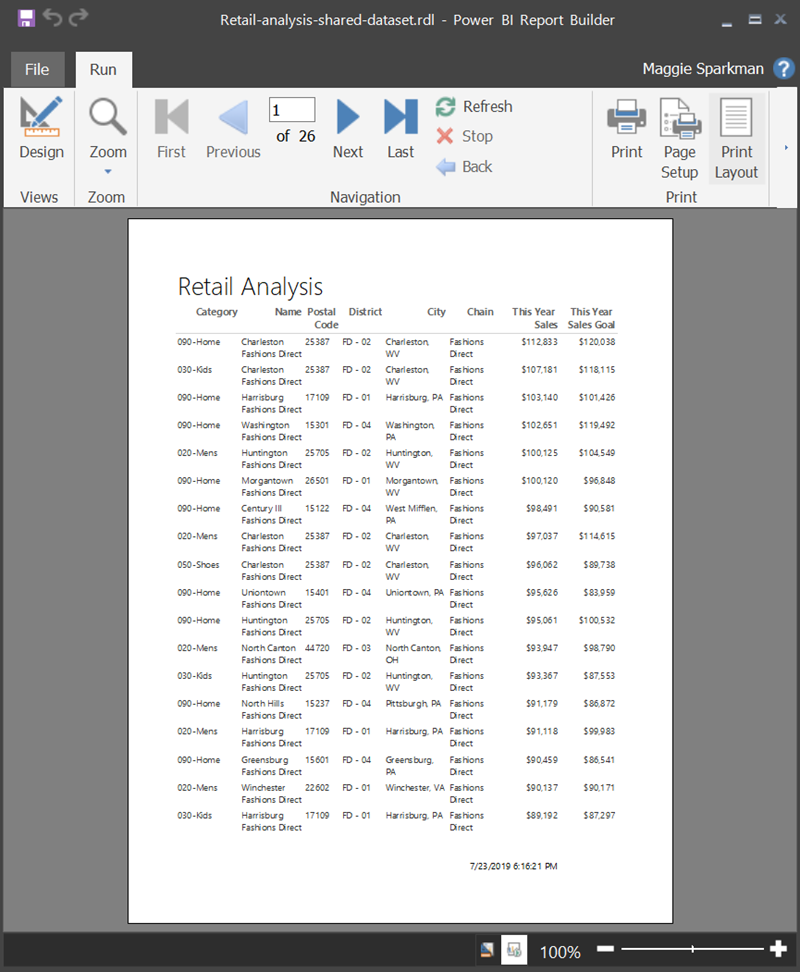 Retail-analysis-shared-dataset.rdl - Power BI Report Builder
File Run Maggie Sparkman ?
Design Zoom First Previous 1 of 26 Next Last Refresh Stop Back Print Page Setup Print Layout
Views Zoom Navigation Print
Retail Analysis
Category Name Postal District City Chain This Year This Year
Code Sales Sales Goal
090-Home Charleston 25387 FD - 02 Charleston, Fashions $112,833 $120,038
Fashions Direct WV Direct
030-Kids Charleston 25387 FD - 02 Charleston, Fashions $107,181 $118,115
Fashions Direct WV Direct
090-Home Harrisburg 17109 FD - 01 Harrisburg, PA Fashions $103,140 $101,426
Fashions Direct Direct
090-Home Washington 15301 FD - 04 Washington, Fashions $102,651 $119,492
Fashions Direct PA Direct
020-Mens Huntington 25705 FD - 02 Huntington, Fashions $100,125 $104,549
Fashions Direct WV Direct
090-Home Morgantown 26501 FD - 01 Morgantown, Fashions $100,120 $96,848
Fashions Direct WV Direct
090-Home Century III 15122 FD - 04 West Mifflen, Fashions $98,491 $90,581
Fashions Direct PA Direct
020-Mens Charleston 25387 FD - 02 Charleston, Fashions $97,037 $114,615
Fashions Direct WV Direct
050-Shoes Charleston 25387 FD - 02 Charleston, Fashions $96,062 $89,738
Fashions Direct WV Direct
090-Home Uniontown 15401 FD - 04 Uniontown, PA Fashions $95,626 $83,959
Fashions Direct Direct
090-Home Huntington 25705 FD - 02 Huntington, Fashions $95,061 $100,532
Fashions Direct WV Direct
020-Mens North Canton 44720 FD - 03 North Canton, Fashions $93,947 $98,790
Fashions Direct OH Direct
030-Kids Huntington 25705 FD - 02 Huntington, Fashions $93,367 $87,553
Fashions Direct WV Direct
090-Home North Hills 15237 FD - 04 Pittsburgh, PA Fashions $91,179 $86,872
Fashions Direct Direct
020-Mens Harrisburg 17109 FD - 01 Harrisburg, PA Fashions $91,118 $99,983
Fashions Direct Direct
090-Home Greensburg 15601 FD - 04 Greensburg, Fashions $90,459 $86,541
Fashions Direct PA Direct
020-Mens Winchester 22602 FD - 01 Winchester, VA Fashions $90,137 $90,171
Fashions Direct Direct
030-Kids Harrisburg 17109 FD - 01 Harrisburg, PA Fashions $89,192 $87,297
Fashions Direct Direct
7/23/2019 6:16:21 PM
100%